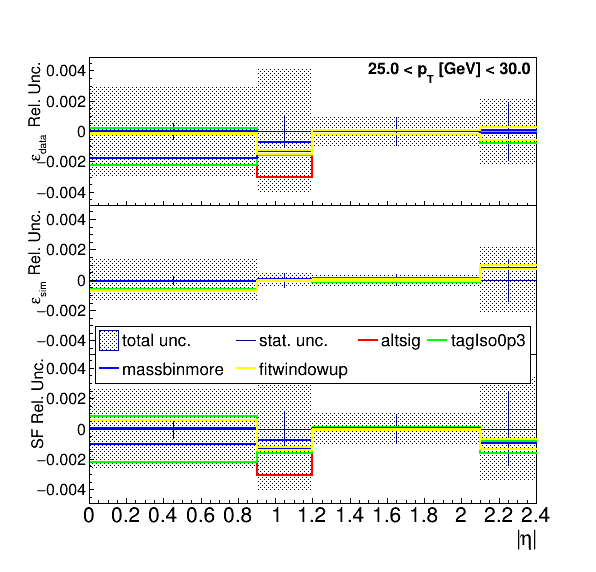 25.0 < p_T [GeV] < 30.0
ε_data Rel. Unc.
0.004
0.002
0
−0.002
−0.004
ε_sim Rel. Unc.
0.004
0.002
0
−0.002
−0.004
total unc. stat. unc. altsig tagIso0p3
massbinmore fitwindowup
SF Rel. Unc.
0.004
0.002
0
−0.002
−0.004
0 0.2 0.4 0.6 0.8 1 1.2 1.4 1.6 1.8 2 2.2 2.4
|η|